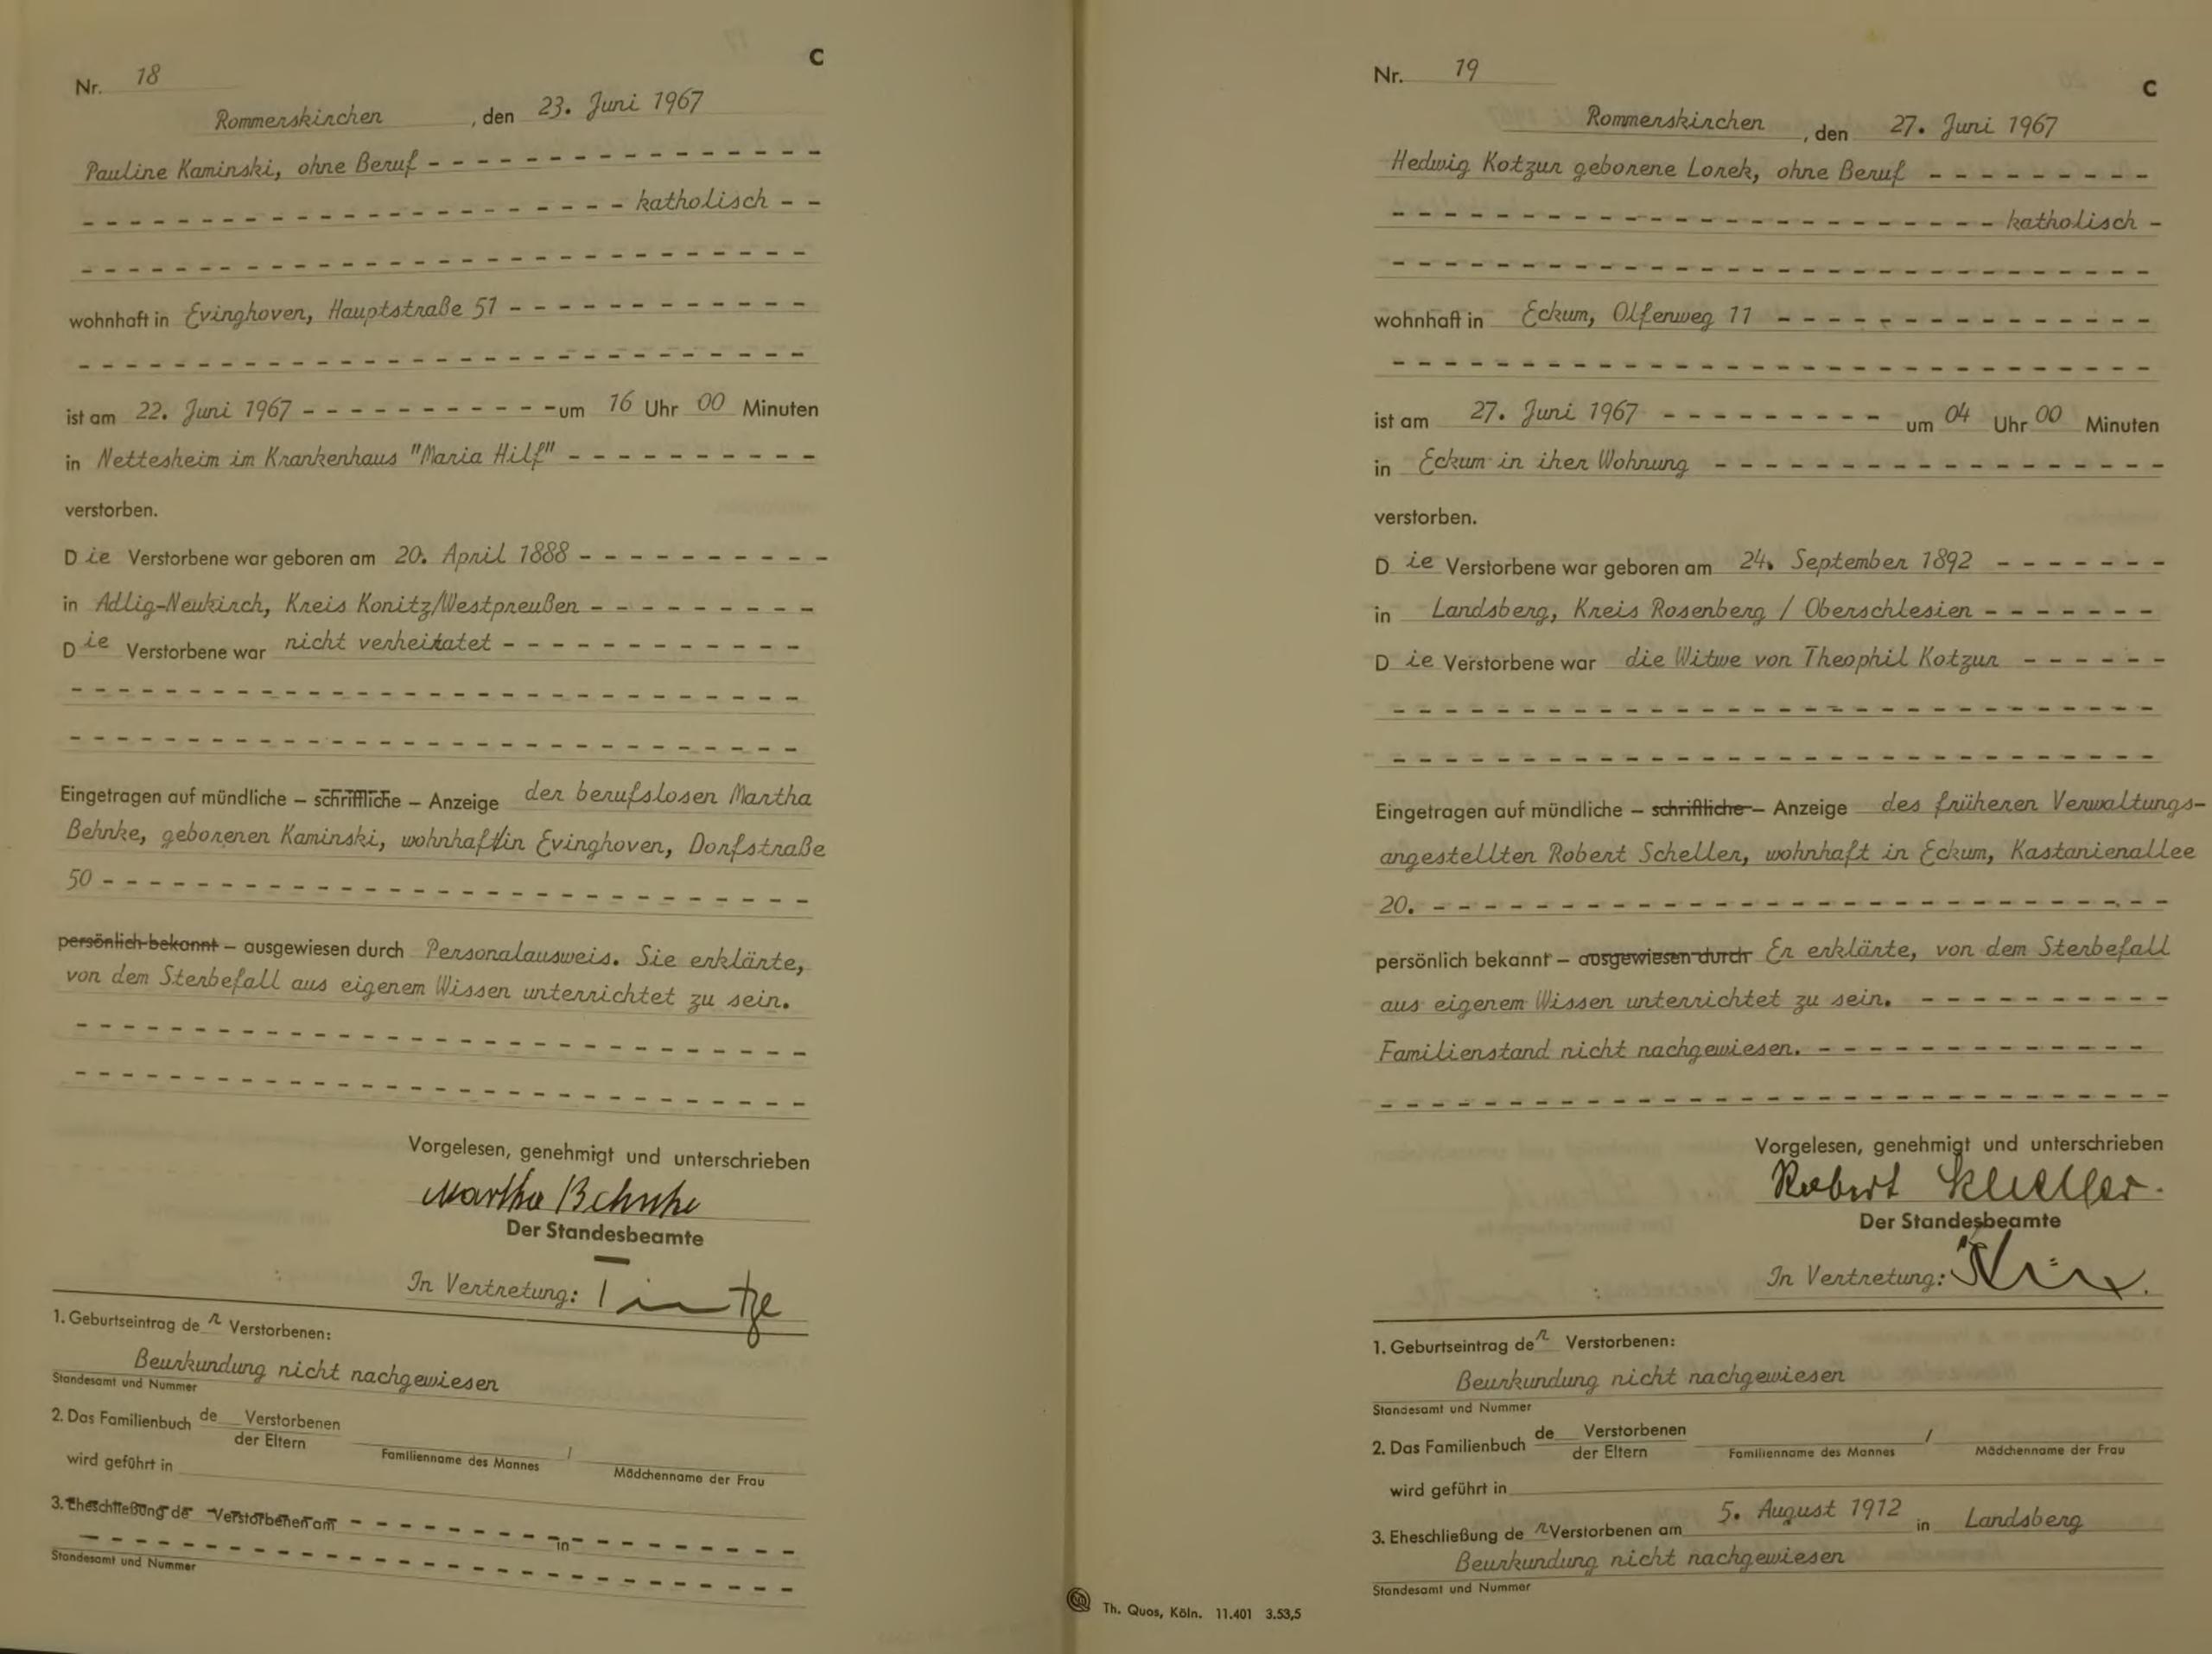 C
Nr. 18
Rommerskirchen, den 23. Juni 1967
Pauline Kaminski, ohne Beruf
katholisch
wohnhaft in Evinghoven, Hauptstraße 51
ist am 22. Juni 1967 um 16 Uhr 00 Minuten
in Nettesheim im Krankenhaus "Maria Hilf"
verstorben.
Die Verstorbene war geboren am 20. April 1888
in Adlig-Neukirch, Kreis Konitz/Westpreußen
Die Verstorbene war nicht verheiratet
Eingetragen auf mündliche – schriftliche – Anzeige der berufslosen Martha
Behnke, geborenen Kaminski, wohnhaft/in Evinghoven, Dorfstraße
50
persönlich bekannt – ausgewiesen durch Personalausweis. Sie erklärte,
von dem Sterbefall aus eigenem Wissen unterrichtet zu sein.
Vorgelesen, genehmigt und unterschrieben
Martha Behnke
Der Standesbeamte
In Vertretung:
1. Geburtseintrag der Verstorbenen:
Beurkundung nicht nachgewiesen
Standesamt und Nummer
2. Das Familienbuch de Verstorbenen
der Eltern
Familienname des Mannes / Mädchenname der Frau
wird geführt in
3. Eheschließung de Verstorbenen am in
Standesamt und Nummer
Nr. 19
C
Rommerskirchen, den 27. Juni 1967
Hedwig Kotzur geborene Lorek, ohne Beruf
katholisch
wohnhaft in Eckum, Olfenweg 11
ist am 27. Juni 1967 um 04 Uhr 00 Minuten
in Eckum in iher Wohnung
verstorben.
Die Verstorbene war geboren am 24. September 1892
in Landsberg, Kreis Rosenberg / Oberschlesien
Die Verstorbene war die Witwe von Theophil Kotzur
Eingetragen auf mündliche – schriftliche – Anzeige des früheren Verwaltungs-
angestellten Robert Scheller, wohnhaft in Eckum, Kastanienallee
20.
persönlich bekannt – ausgewiesen durch Er erklärte, von dem Sterbefall
aus eigenem Wissen unterrichtet zu sein.
Familienstand nicht nachgewiesen.
Vorgelesen, genehmigt und unterschrieben
Robert Scheller.
Der Standesbeamte
In Vertretung:
1. Geburtseintrag der Verstorbenen:
Beurkundung nicht nachgewiesen
Standesamt und Nummer
2. Das Familienbuch de Verstorbenen
der Eltern
Familienname des Mannes / Mädchenname der Frau
wird geführt in
3. Eheschließung der Verstorbenen am 5. August 1912 in Landsberg
Beurkundung nicht nachgewiesen
Standesamt und Nummer
Th. Quos, Köln. 11.401 3.53,5